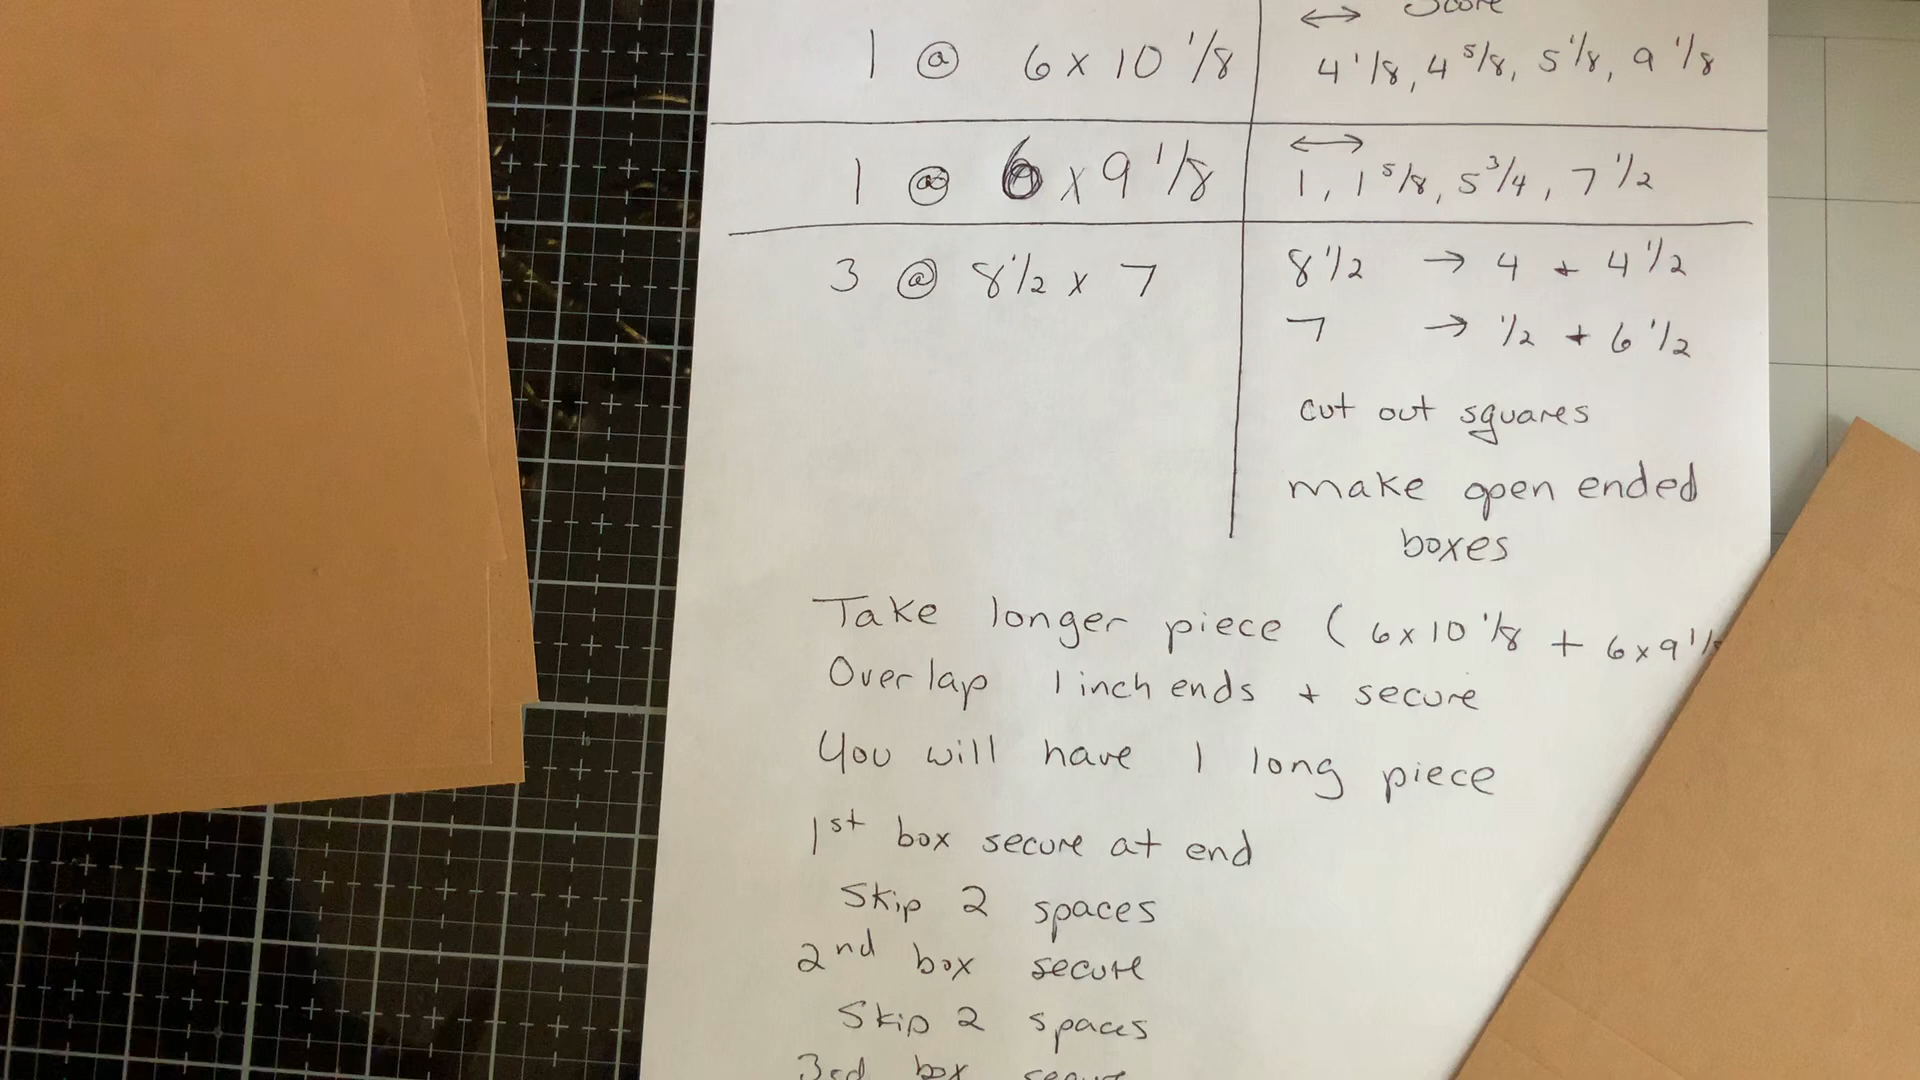 ↔ Score
1 @ 6 x 10 1/8
4 1/8, 4 5/8, 5 1/8, 9 1/8
1 @ 6 x 9 1/8
↔
1, 1 5/8, 5 3/4, 7 1/2
3 @ 8 1/2 x 7
8 1/2 → 4 + 4 1/2
7 → 1/2 + 6 1/2
cut out squares
make open ended
boxes
Take longer piece ( 6 x 10 1/8 + 6 x 9 1/8
Overlap 1 inch ends + secure
You will have 1 long piece
1st box secure at end
Skip 2 spaces
2nd box secure
Skip 2 spaces
3rd box secure